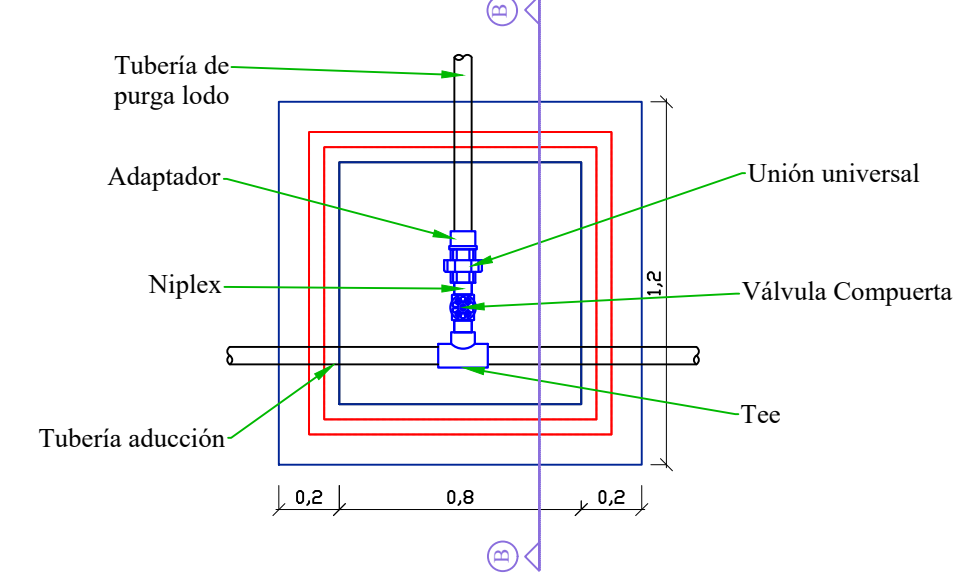 B
Tubería de
purga lodo
Adaptador
Unión universal
Niplex
Válvula Compuerta
1,2
Tee
Tubería aducción
0,2
0,8
0,2
B